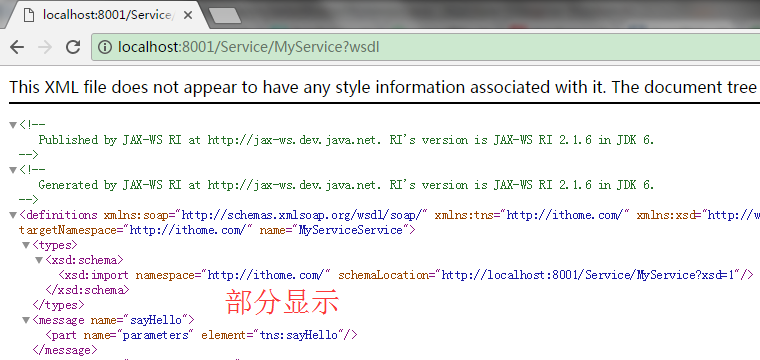 localhost:8001/Service/
localhost:8001/Service/MyService?wsdl
This XML file does not appear to have any style information associated with it. The document tree
<!--
Published by JAX-WS RI at http://jax-ws.dev.java.net. RI's version is JAX-WS RI 2.1.6 in JDK 6.
-->
<!--
Generated by JAX-WS RI at http://jax-ws.dev.java.net. RI's version is JAX-WS RI 2.1.6 in JDK 6.
-->
<definitions xmlns:soap="http://schemas.xmlsoap.org/wsdl/soap/" xmlns:tns="http://ithome.com/" xmlns:xsd="http://w
targetNamespace="http://ithome.com/" name="MyServiceService">
<types>
<xsd:schema>
<xsd:import namespace="http://ithome.com/" schemaLocation="http://localhost:8001/Service/MyService?xsd=1"/>
</xsd:schema>
部分显示
</types>
<message name="sayHello">
<part name="parameters" element="tns:sayHello"/>
</message>